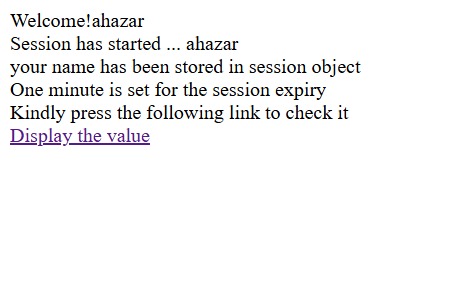 Welcome!ahazar
Session has started ... ahazar
your name has been stored in session object
One minute is set for the session expiry
Kindly press the following link to check it
Display the value